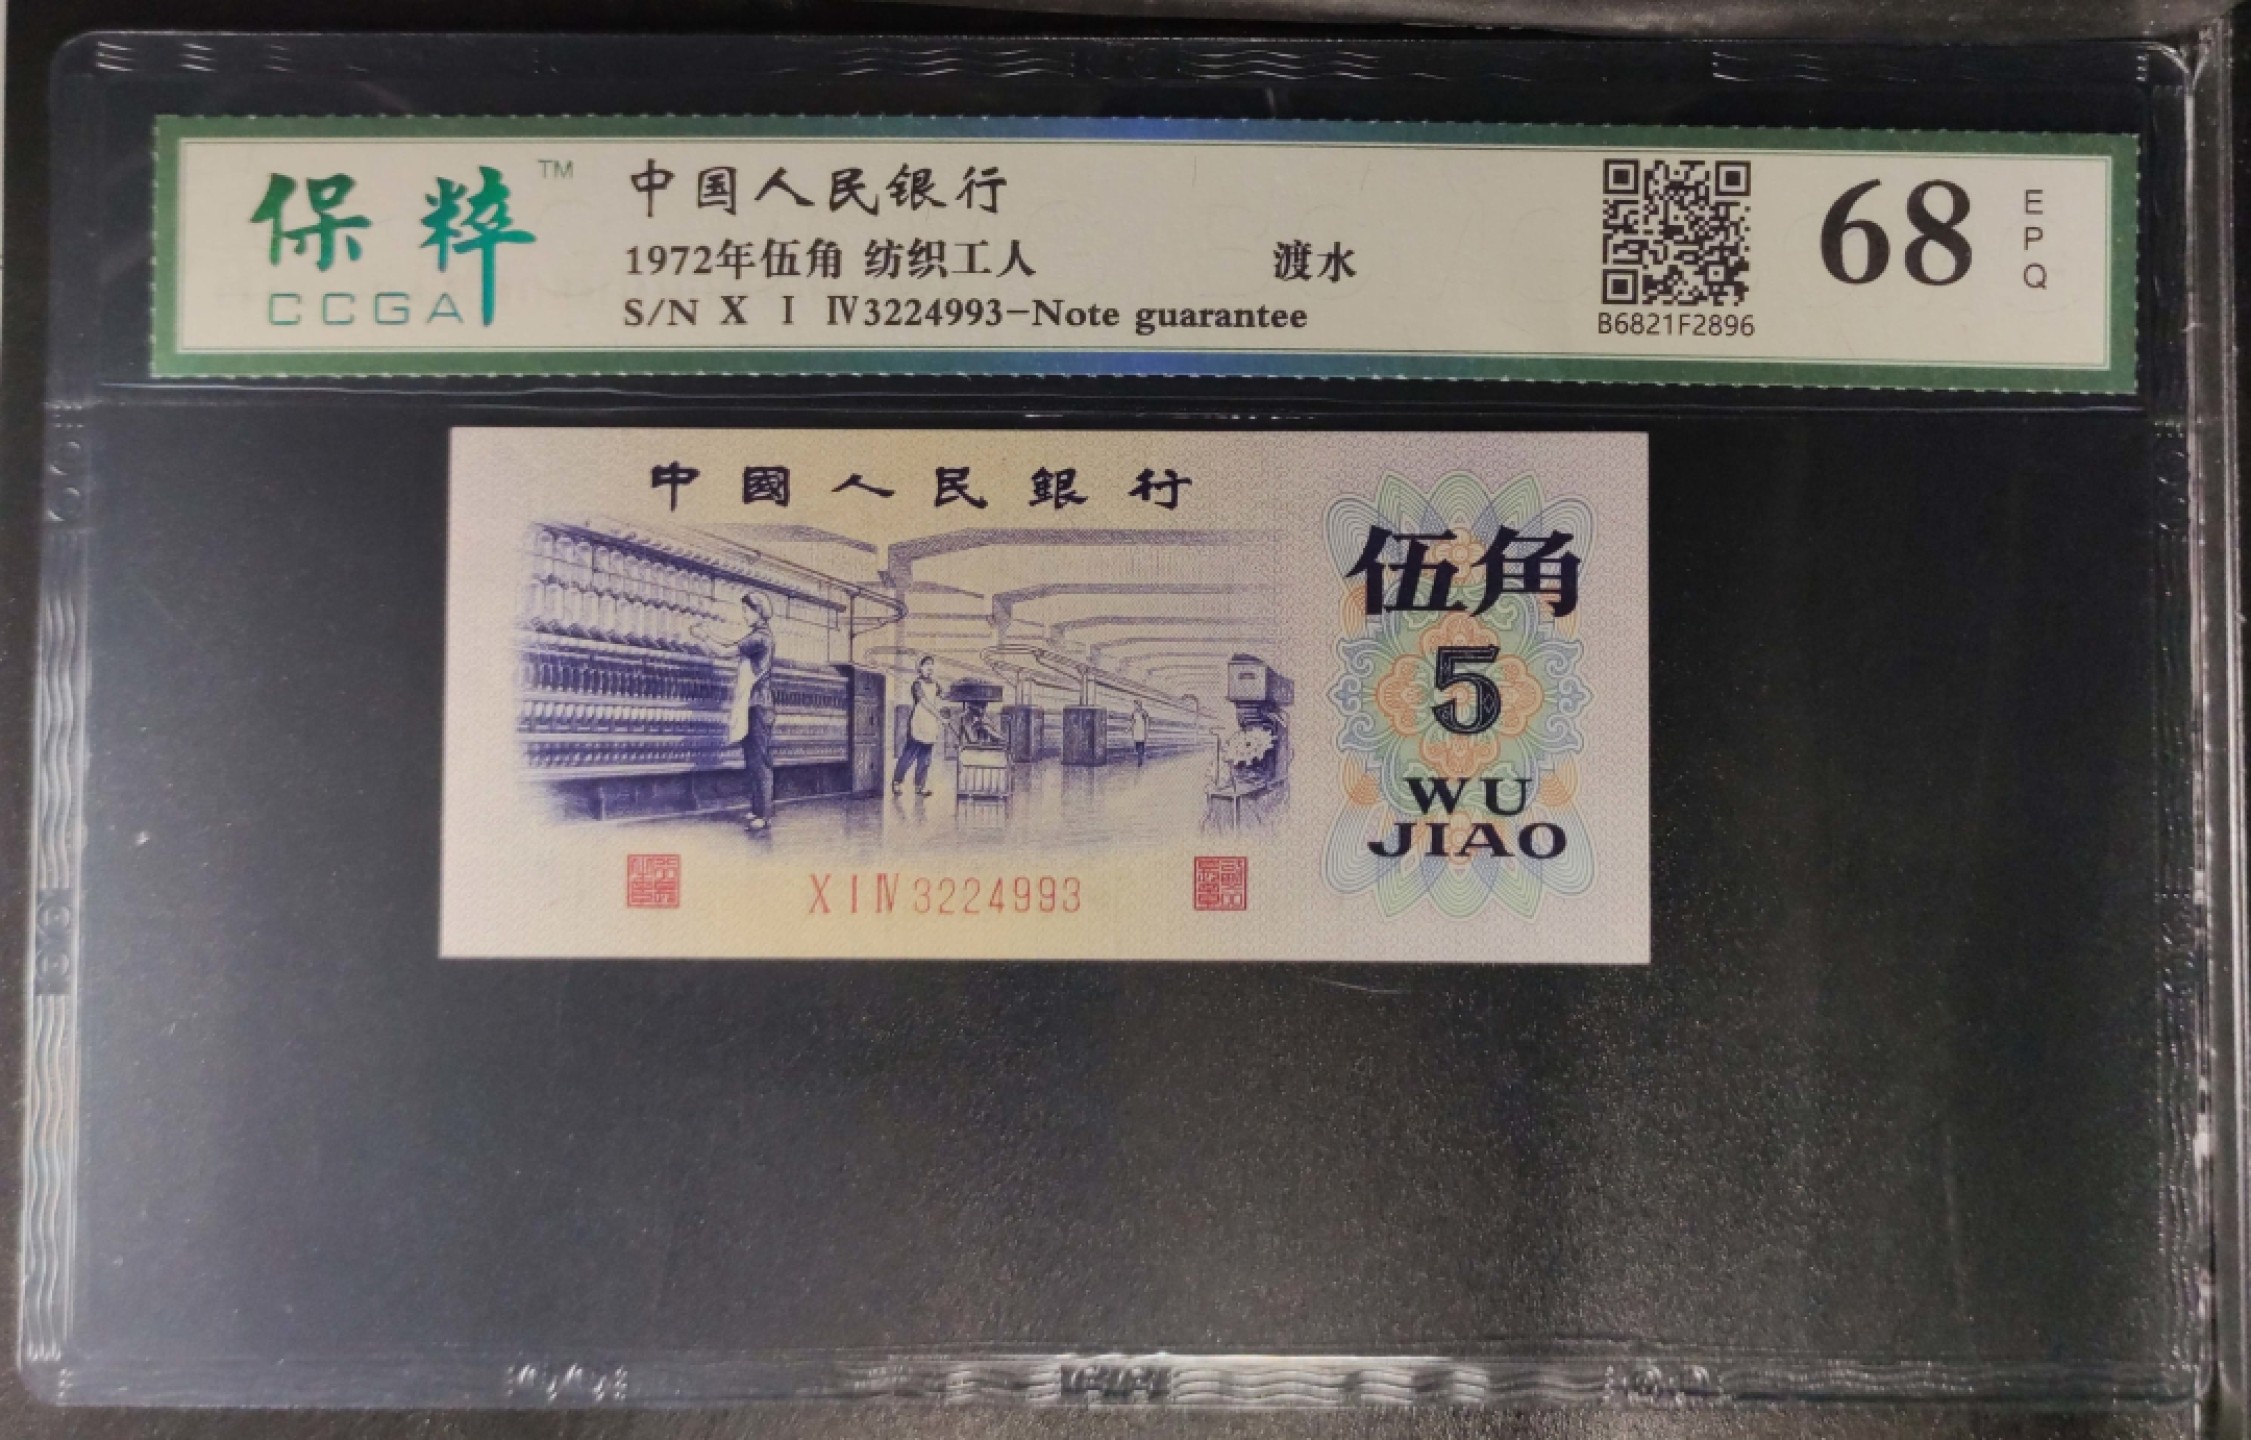 保粹™
CCGA
中国人民银行
1972年伍角 纺织工人 渡水
S/N X I Ⅳ3224993-Note guarantee
B6821F2896
68
EPQ
中國人民銀行
伍角
5
WU
JIAO
X I Ⅳ 3224993